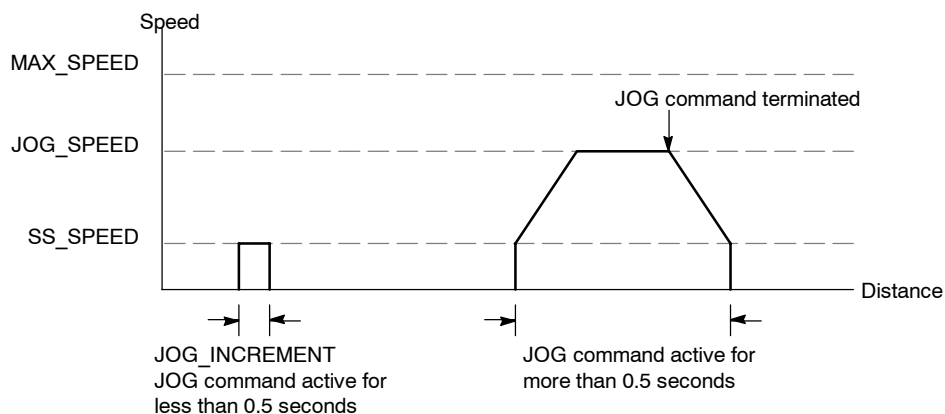 Speed
MAX_SPEED
JOG command terminated
JOG_SPEED
SS_SPEED
Distance
JOG_INCREMENT
JOG command active for
less than 0.5 seconds
JOG command active for
more than 0.5 seconds